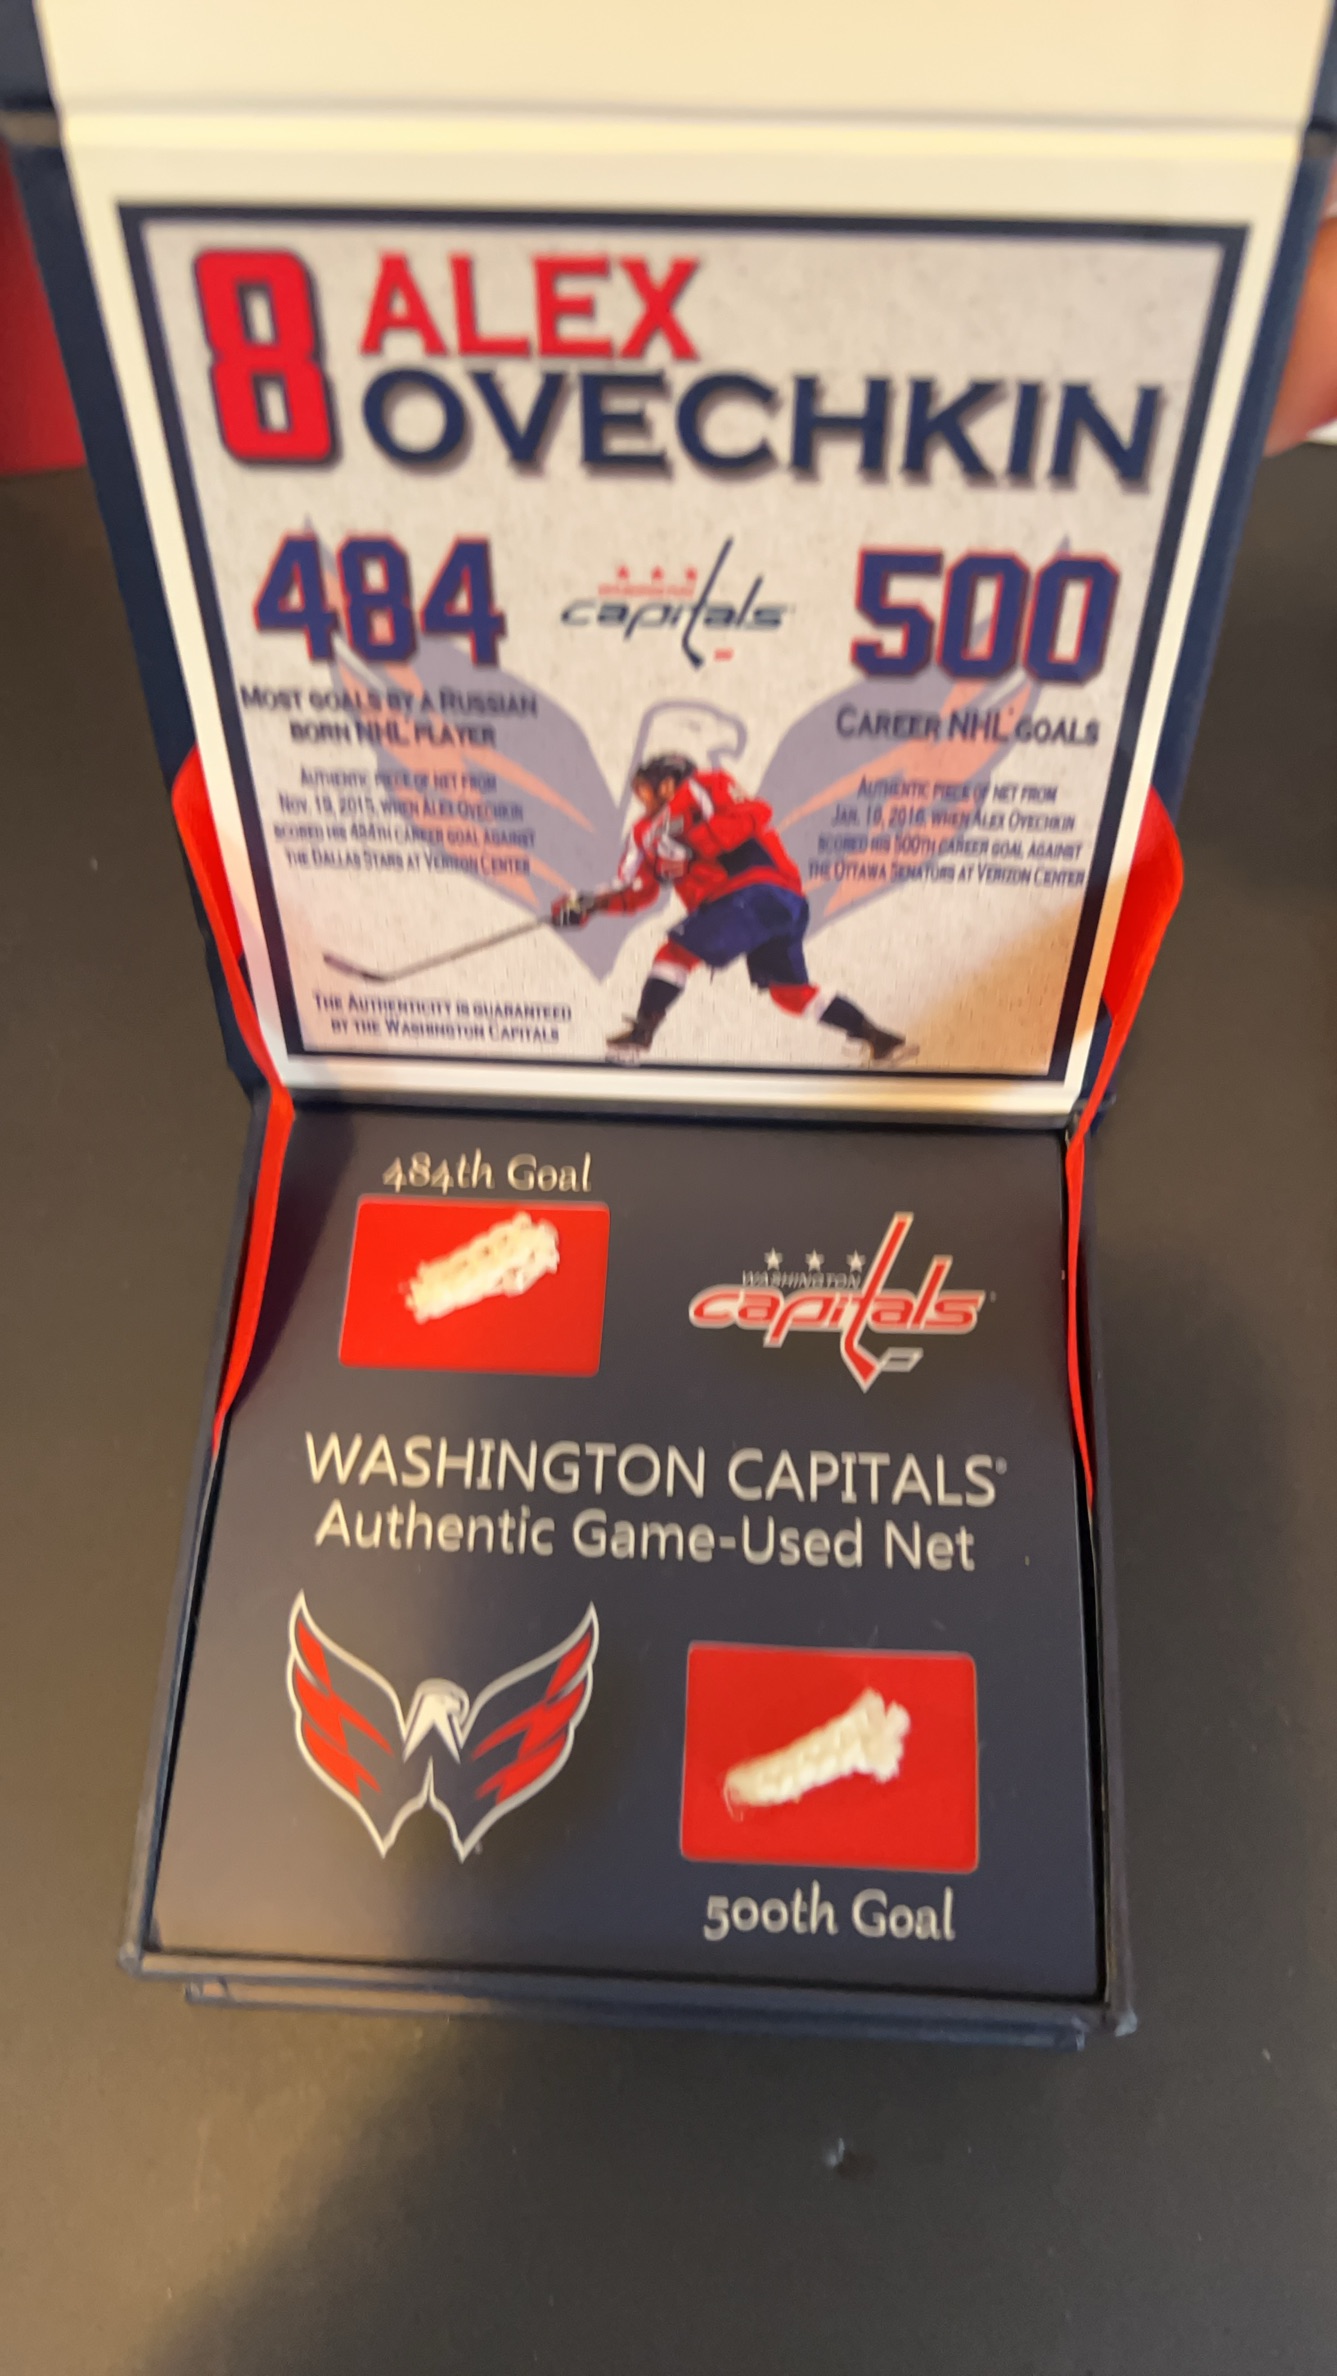 8 ALEX
OVECHKIN
484
MOST GOALS BY A RUSSIAN
BORN NHL PLAYER
AUTHENTIC PIECE OF NET FROM
NOV. 19, 2015, WHEN ALEX OVECHKIN
SCORED HIS 484TH CAREER GOAL AGAINST
THE DALLAS STARS AT VERIZON CENTER
WASHINGTON
capitals
500
CAREER NHL® GOALS
AUTHENTIC PIECE OF NET FROM
JAN. 10, 2016, WHEN ALEX OVECHKIN
SCORED HIS 500TH CAREER GOAL AGAINST
THE OTTAWA SENATORS AT VERIZON CENTER
THE AUTHENTICITY IS GUARANTEED
BY THE WASHINGTON CAPITALS
484th Goal
WASHINGTON
capitals
WASHINGTON CAPITALS®
Authentic Game-Used Net
500th Goal